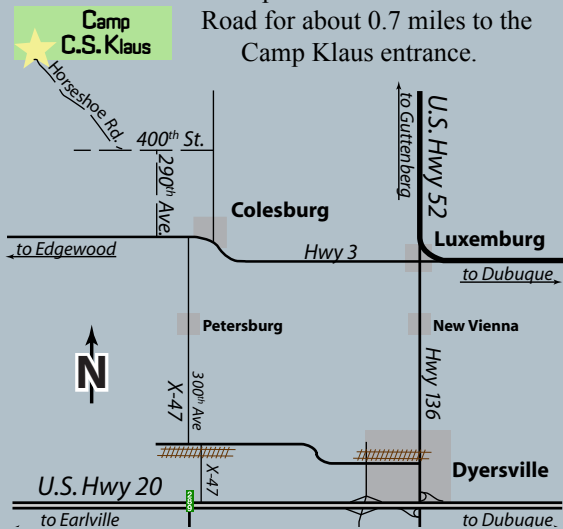 Camp
C.S. Klaus
Road for about 0.7 miles to the
Camp Klaus entrance.
Horseshoe Rd.
400th St.
290th Ave.
to Guttenberg
U.S. Hwy 52
Colesburg
Luxemburg
to Edgewood
Hwy 3
to Dubuque
Petersburg
New Vienna
N
X-47
300th Ave
Hwy 136
X-47
Dyersville
U.S. Hwy 20
to Earlville
to Dubuque